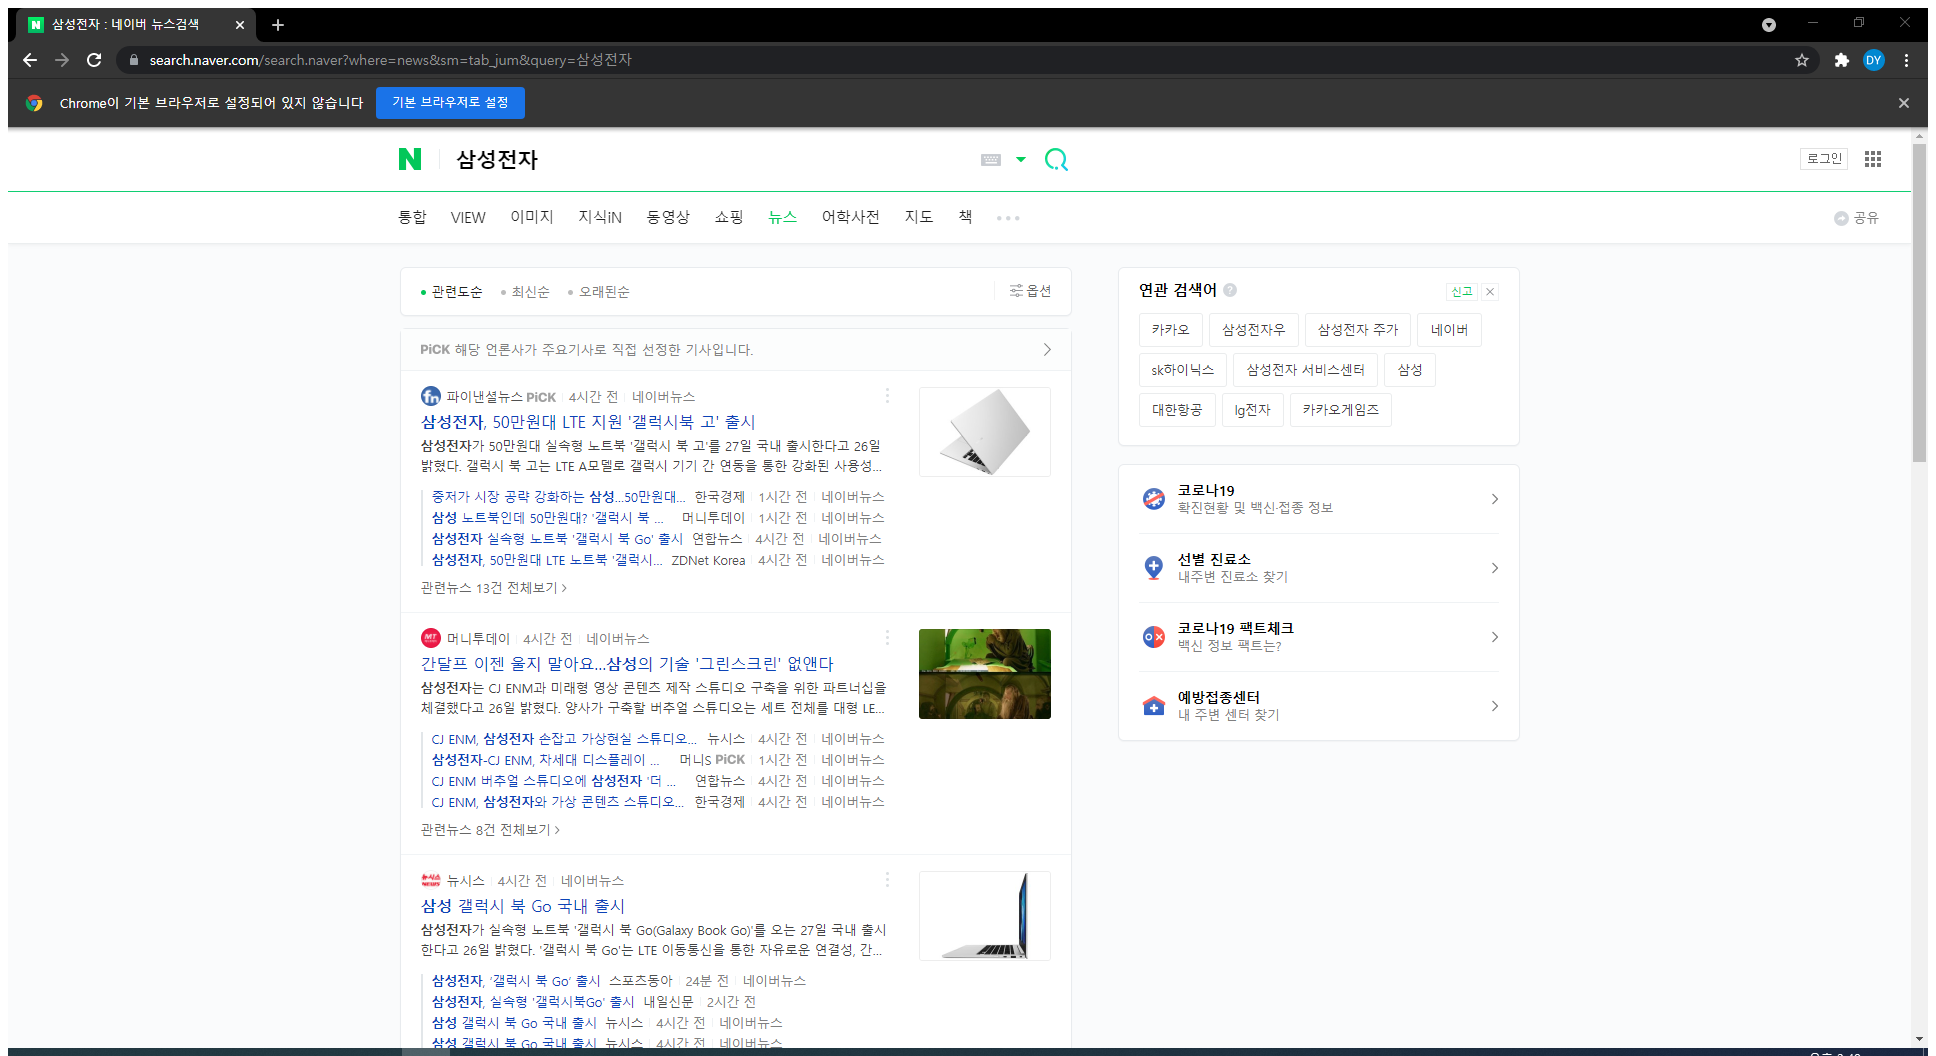 삼성전자 : 네이버 뉴스검색
search.naver.com/search.naver?where=news&sm=tab_jum&query=삼성전자
DY
Chrome이 기본 브라우저로 설정되어 있지 않습니다
기본 브라우저로 설정
N 삼성전자
로그인
통합 VIEW 이미지 지식iN 동영상 쇼핑 뉴스 어학사전 지도 책
공유
관련도순 최신순 오래된순
옵션
PiCK 해당 언론사가 주요기사로 직접 선정한 기사입니다.
파이낸셜뉴스 PiCK 4시간 전 네이버뉴스
삼성전자, 50만원대 LTE 지원 '갤럭시북 고' 출시
삼성전자가 50만원대 실속형 노트북 '갤럭시 북 고'를 27일 국내 출시한다고 26일
밝혔다. 갤럭시 북 고는 LTE A모델로 갤럭시 기기 간 연동을 통한 강화된 사용성...
중저가 시장 공략 강화하는 삼성...50만원대... 한국경제 1시간 전 네이버뉴스
삼성 노트북인데 50만원대? '갤럭시 북 ... 머니투데이 1시간 전 네이버뉴스
삼성전자 실속형 노트북 '갤럭시 북 Go' 출시 연합뉴스 4시간 전 네이버뉴스
삼성전자, 50만원대 LTE 노트북 '갤럭시... ZDNet Korea 4시간 전 네이버뉴스
관련뉴스 13건 전체보기
머니투데이 4시간 전 네이버뉴스
간달프 이젠 울지 말아요...삼성의 기술 '그린스크린' 없앤다
삼성전자는 CJ ENM과 미래형 영상 콘텐츠 제작 스튜디오 구축을 위한 파트너십을
체결했다고 26일 밝혔다. 양사가 구축할 버추얼 스튜디오는 세트 전체를 대형 LE...
CJ ENM, 삼성전자 손잡고 가상현실 스튜디오... 뉴시스 4시간 전 네이버뉴스
삼성전자-CJ ENM, 차세대 디스플레이 ... 머니S PiCK 1시간 전 네이버뉴스
CJ ENM 버추얼 스튜디오에 삼성전자 '더 ... 연합뉴스 4시간 전 네이버뉴스
CJ ENM, 삼성전자와 가상 콘텐츠 스튜디오... 한국경제 4시간 전 네이버뉴스
관련뉴스 8건 전체보기
뉴시스 4시간 전 네이버뉴스
삼성 갤럭시 북 Go 국내 출시
삼성전자가 실속형 노트북 '갤럭시 북 Go(Galaxy Book Go)'를 오는 27일 국내 출시
한다고 26일 밝혔다. '갤럭시 북 Go'는 LTE 이동통신을 통한 자유로운 연결성, 간...
삼성전자, '갤럭시 북 Go' 출시 스포츠동아 24분 전 네이버뉴스
삼성전자, 실속형 '갤럭시북Go' 출시 내일신문 2시간 전
삼성 갤럭시 북 Go 국내 출시 뉴시스 4시간 전 네이버뉴스
삼성 갤럭시 북 Go 국내 출시 뉴시스 4시간 전 네이버뉴스
연관 검색어
신고
카카오 삼성전자우 삼성전자 주가 네이버
sk하이닉스 삼성전자 서비스센터 삼성
대한항공 lg전자 카카오게임즈
코로나19
확진현황 및 백신·접종 정보
선별 진료소
내주변 진료소 찾기
코로나19 팩트체크
백신 정보 팩트는?
예방접종센터
내 주변 센터 찾기